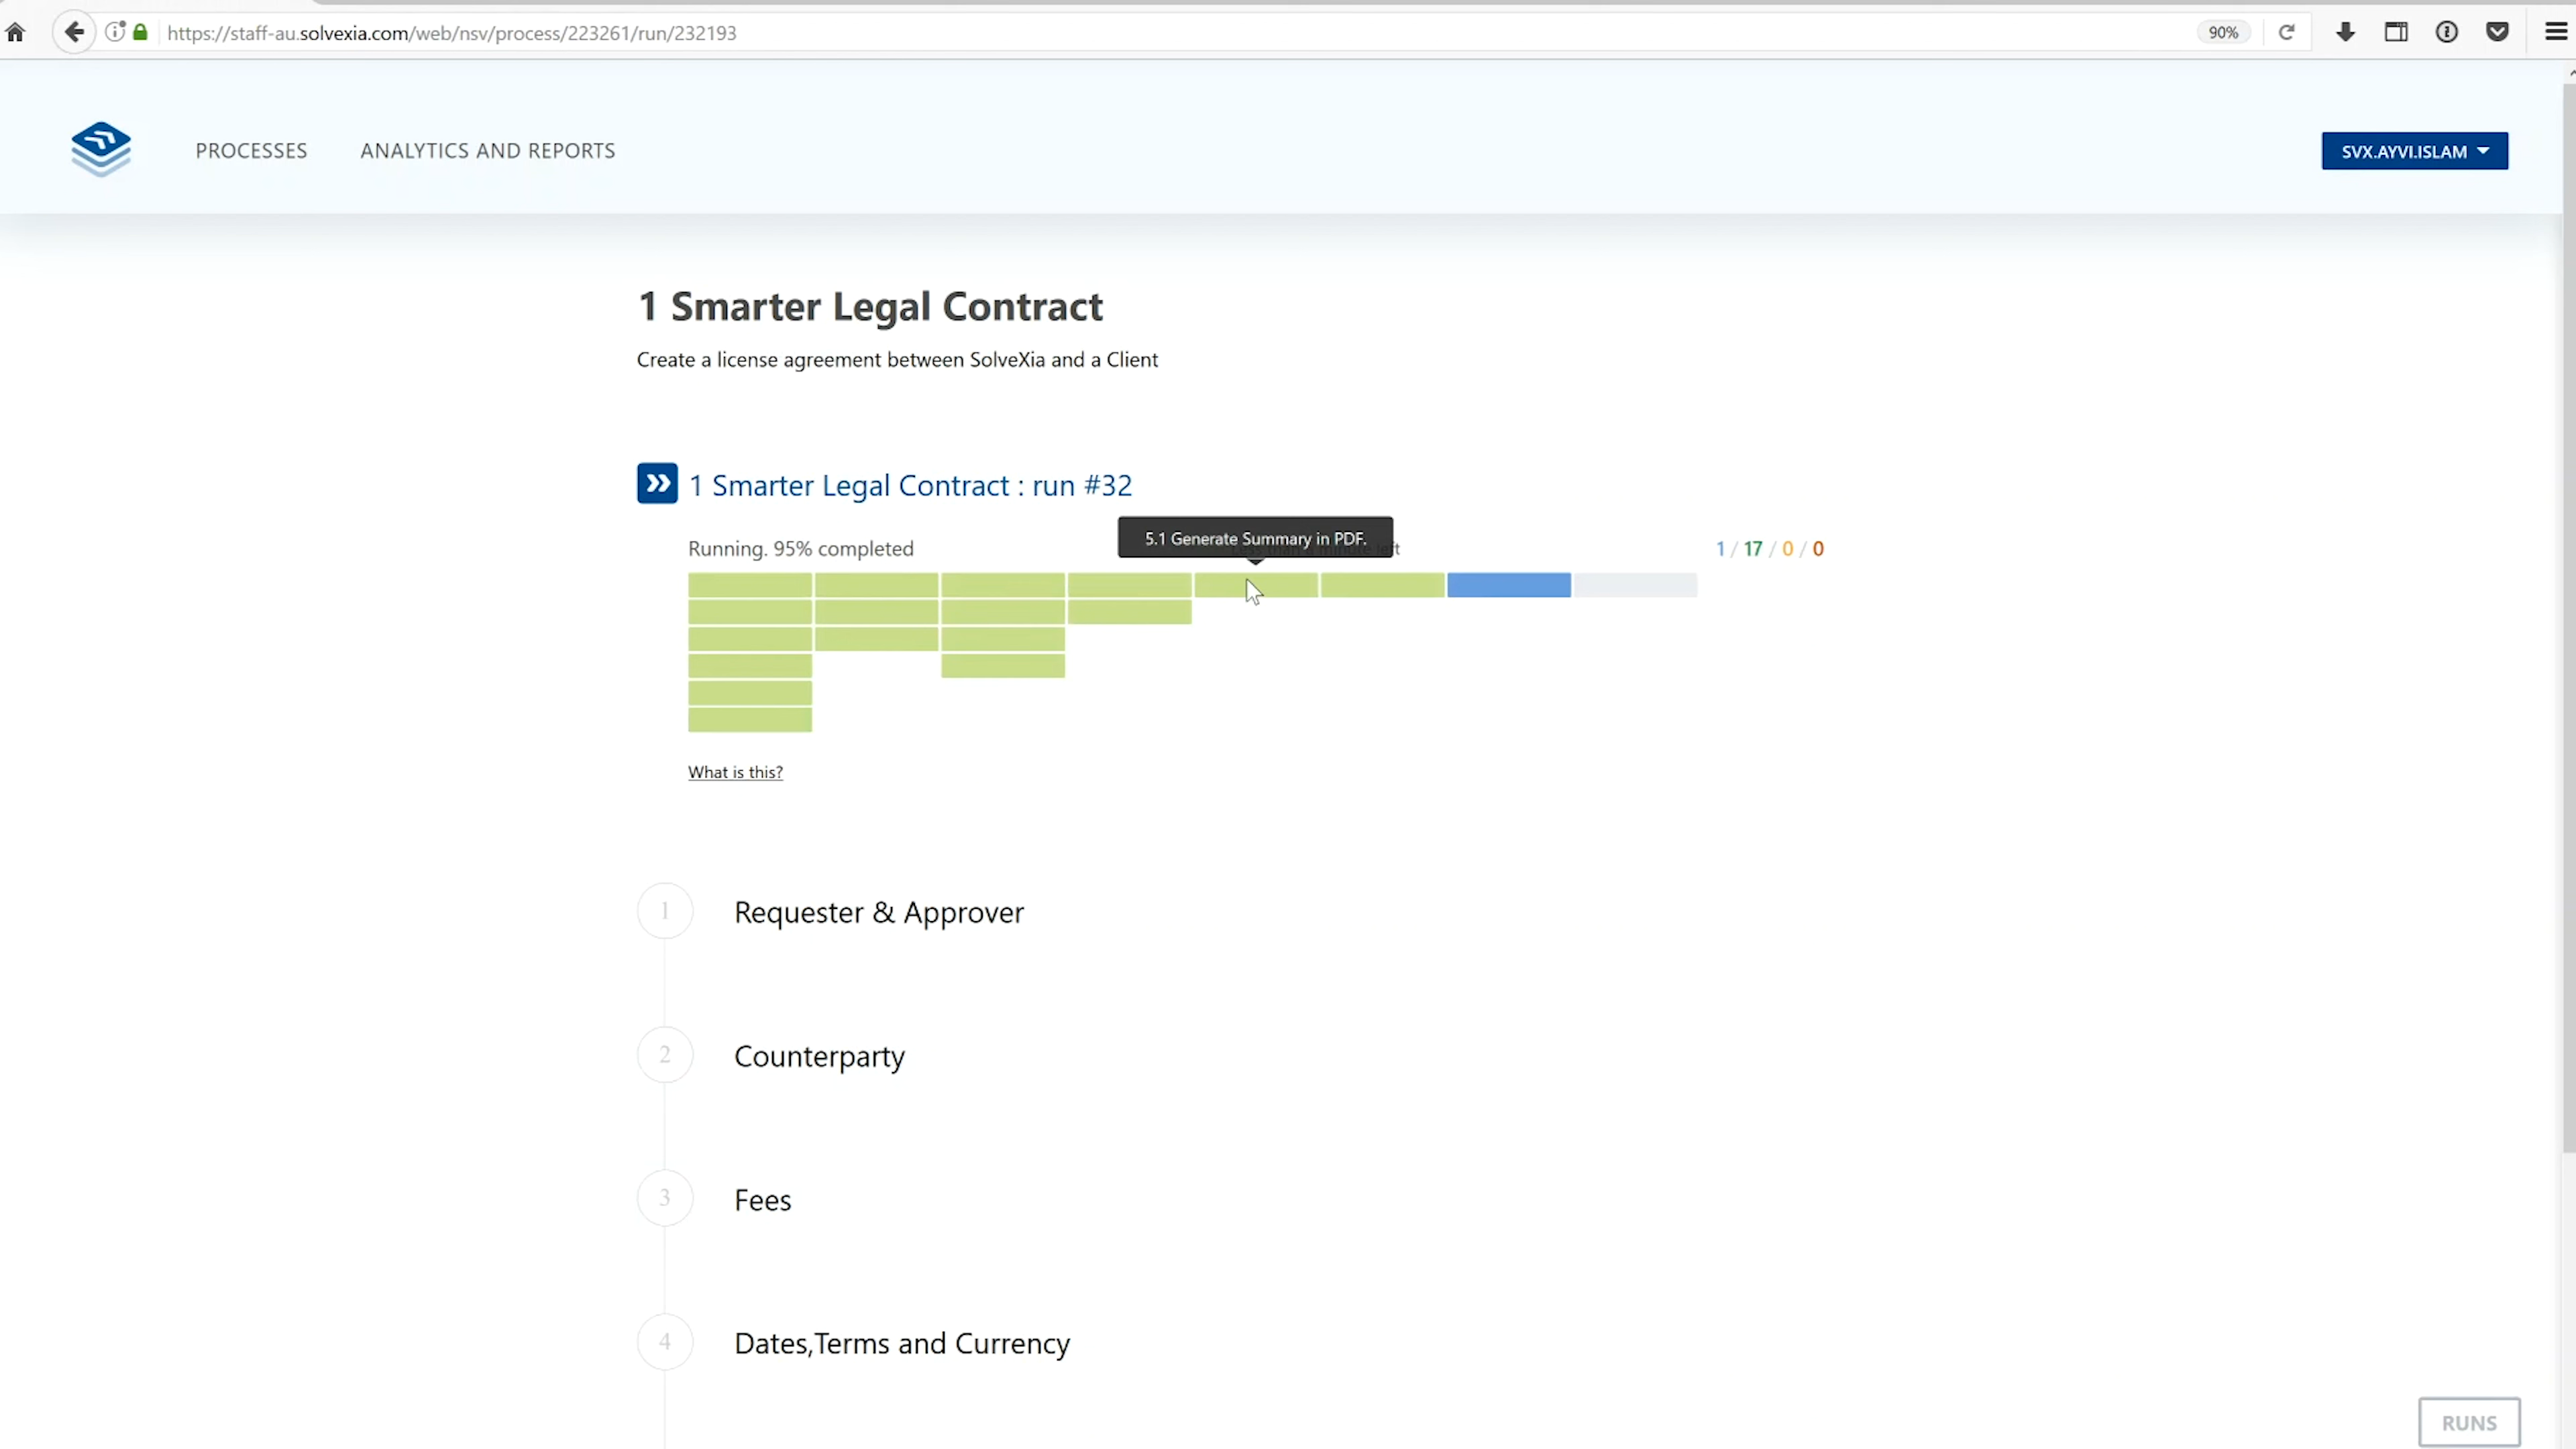 https://staff-au.solvexia.com/web/nsv/process/223261/run/232193
90%
PROCESSES
ANALYTICS AND REPORTS
SVX.AYVI.ISLAM
1 Smarter Legal Contract
Create a license agreement between SolveXia and a Client
1 Smarter Legal Contract : run #32
5.1 Generate Summary in PDF.
Running. 95% completed
1 / 17 / 0 / 0
What is this?
1
Requester & Approver
2
Counterparty
3
Fees
4
Dates,Terms and Currency
RUNS